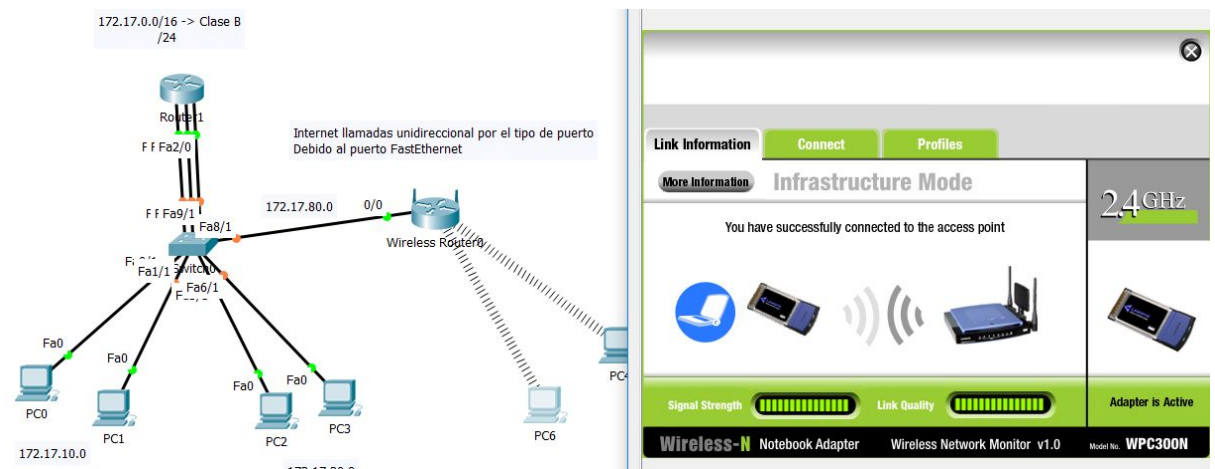 172.17.0.0/16 -> Clase B
/24
Router1
F F Fa2/0
Internet llamadas unidireccional por el tipo de puerto
Debido al puerto FastEthernet
F F Fa9/1
Fa8/1
172.17.80.0
0/0
Wireless Router0
Switch0
Fa1/1
Fa6/1
Fa0
Fa0
Fa0
Fa0
PC0
PC1
PC2
PC3
PC6
172.17.10.0
Link Information
Connect
Profiles
More Information
Infrastructure Mode
2.4GHz
You have successfully connected to the access point
Signal Strength
Link Quality
Adapter is Active
Wireless-N Notebook Adapter
Wireless Network Monitor v1.0
Model No. WPC300N